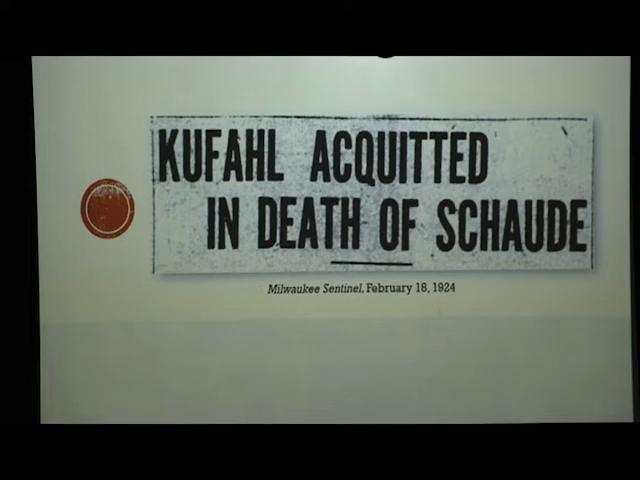 KUFAHL ACQUITTED
IN DEATH OF SCHAUDE
Milwaukee Sentinel, February 18, 1924